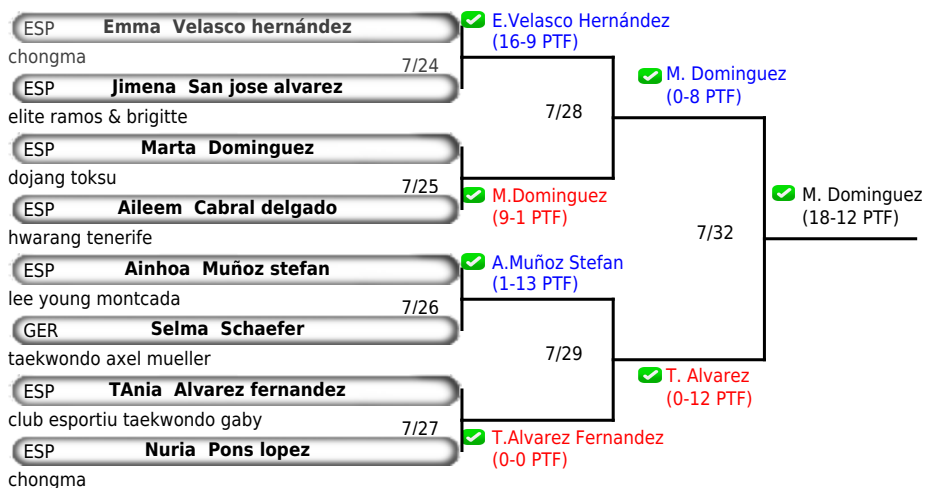 ESP Emma Velasco hernández
chongma
7/24
ESP Jimena San jose alvarez
elite ramos & brigitte
ESP Marta Dominguez
dojang toksu
7/25
ESP Aileem Cabral delgado
hwarang tenerife
ESP Ainhoa Muñoz stefan
lee young montcada
7/26
GER Selma Schaefer
taekwondo axel mueller
ESP TAnia Alvarez fernandez
club esportiu taekwondo gaby
7/27
ESP Nuria Pons lopez
chongma
E.Velasco Hernández
(16-9 PTF)
7/28
M.Dominguez
(9-1 PTF)
A.Muñoz Stefan
(1-13 PTF)
7/29
T.Alvarez Fernandez
(0-0 PTF)
M. Dominguez
(0-8 PTF)
7/32
T. Alvarez
(0-12 PTF)
M. Dominguez
(18-12 PTF)